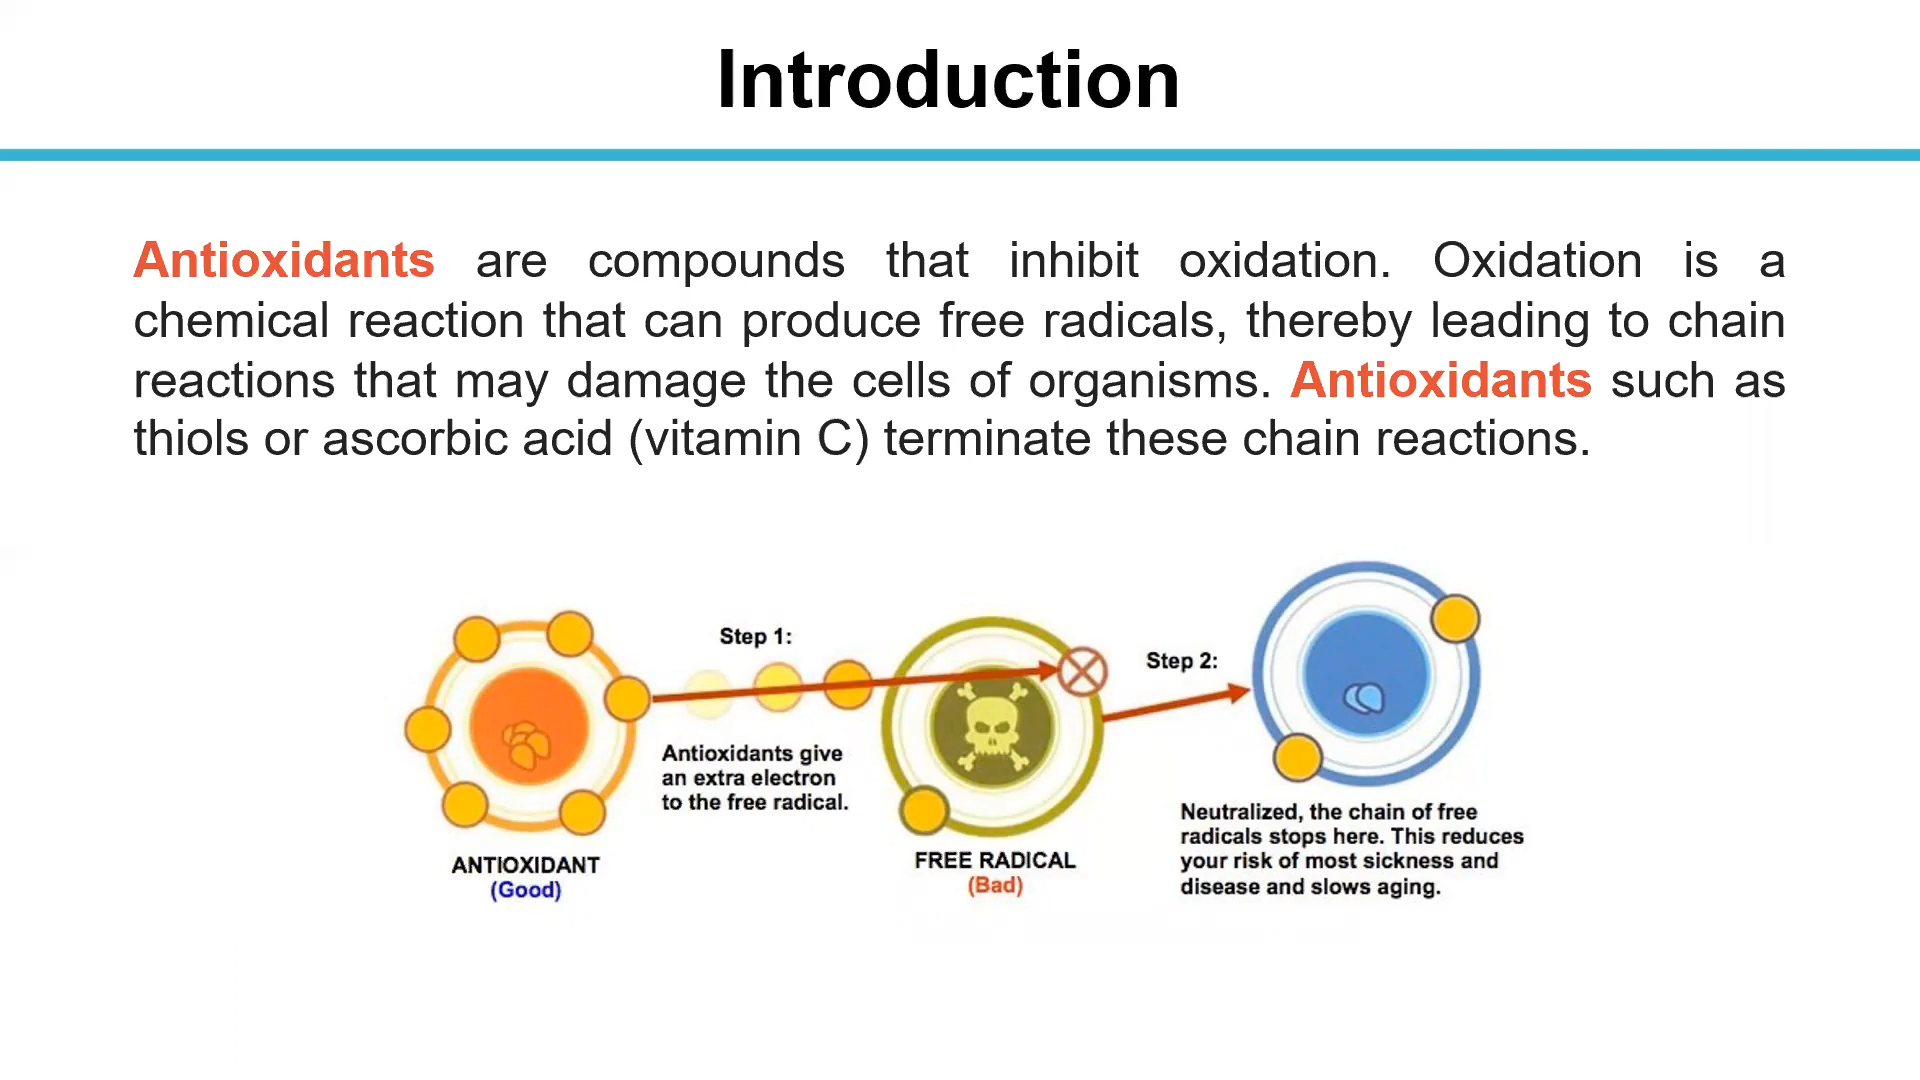 Introduction
Antioxidants are compounds that inhibit oxidation. Oxidation is a
chemical reaction that can produce free radicals, thereby leading to chain
reactions that may damage the cells of organisms. Antioxidants such as
thiols or ascorbic acid (vitamin C) terminate these chain reactions.
Step 1:
Antioxidants give
an extra electron
to the free radical.
ANTIOXIDANT
(Good)
FREE RADICAL
(Bad)
Step 2:
Neutralized, the chain of free
radicals stops here. This reduces
your risk of most sickness and
disease and slows aging.